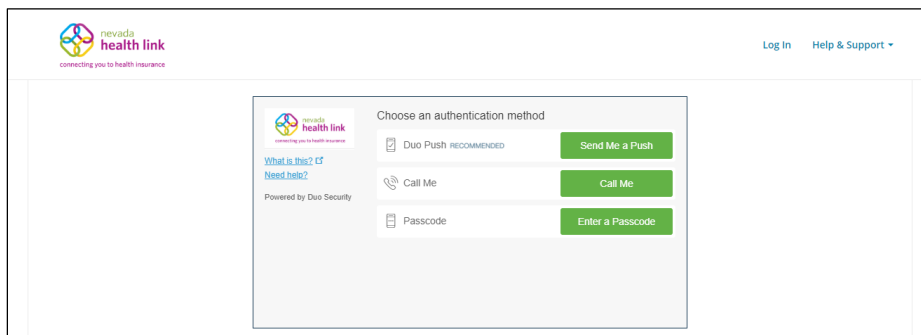 nevada
health link
connecting you to health insurance
Log In
Help & Support
nevada
health link
connecting you to health insurance
What is this?
Need help?
Powered by Duo Security
Choose an authentication method
Duo Push RECOMMENDED
Send Me a Push
Call Me
Call Me
Passcode
Enter a Passcode